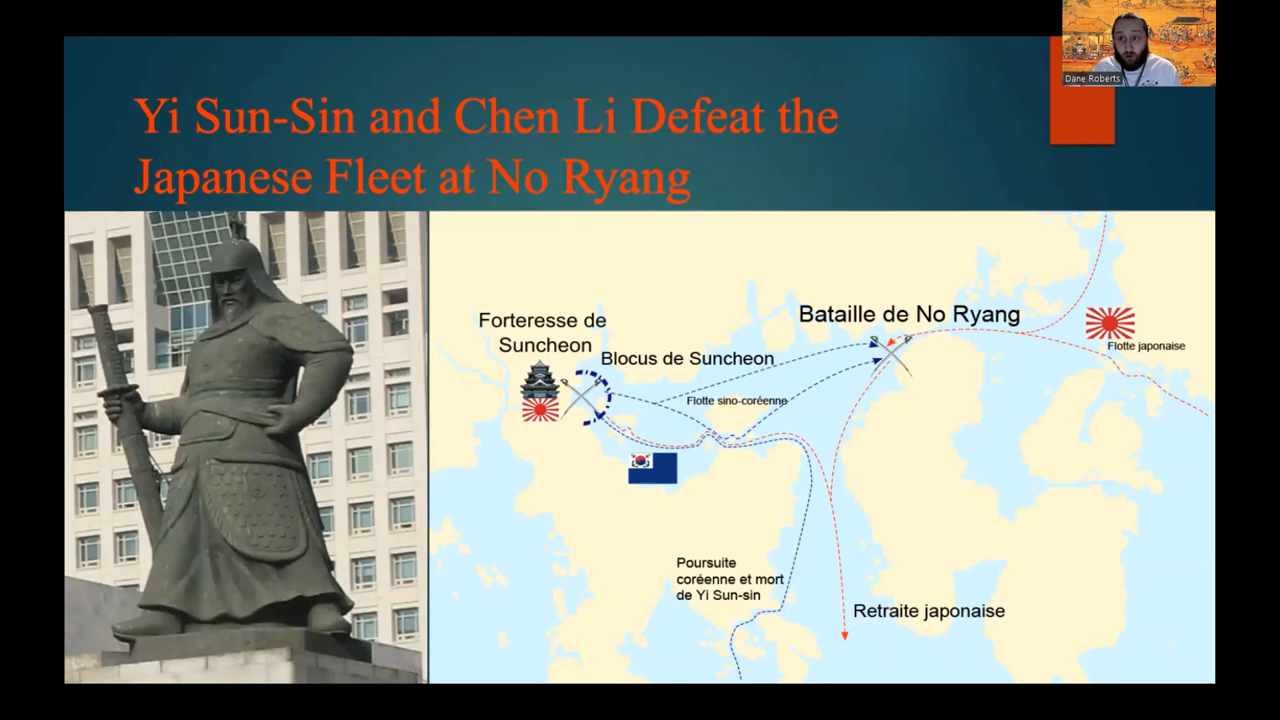 Dane Roberts
Yi Sun-Sin and Chen Li Defeat the
Japanese Fleet at No Ryang
Forteresse de
Suncheon
Blocus de Suncheon
Bataille de No Ryang
Flotte japonaise
Flotte sino-coréenne
Poursuite
coréenne et mort
de Yi Sun-sin
Retraite japonaise